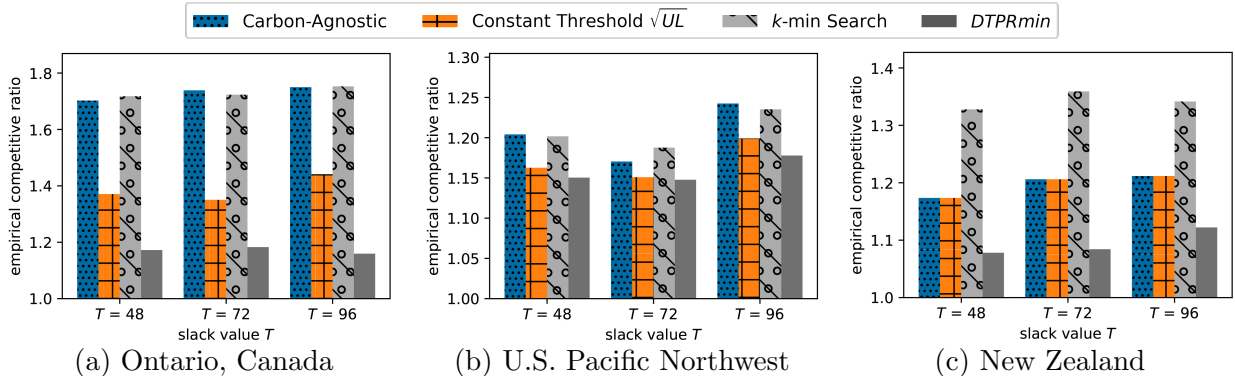 Carbon-Agnostic Constant Threshold √UL k-min Search DTPRmin
empirical competitive ratio
1.8
1.6
1.4
1.2
1.0
T = 48 T = 72 T = 96
slack value T
(a) Ontario, Canada
empirical competitive ratio
1.30
1.25
1.20
1.15
1.10
1.05
1.00
T = 48 T = 72 T = 96
slack value T
(b) U.S. Pacific Northwest
empirical competitive ratio
1.4
1.3
1.2
1.1
1.0
T = 48 T = 72 T = 96
slack value T
(c) New Zealand